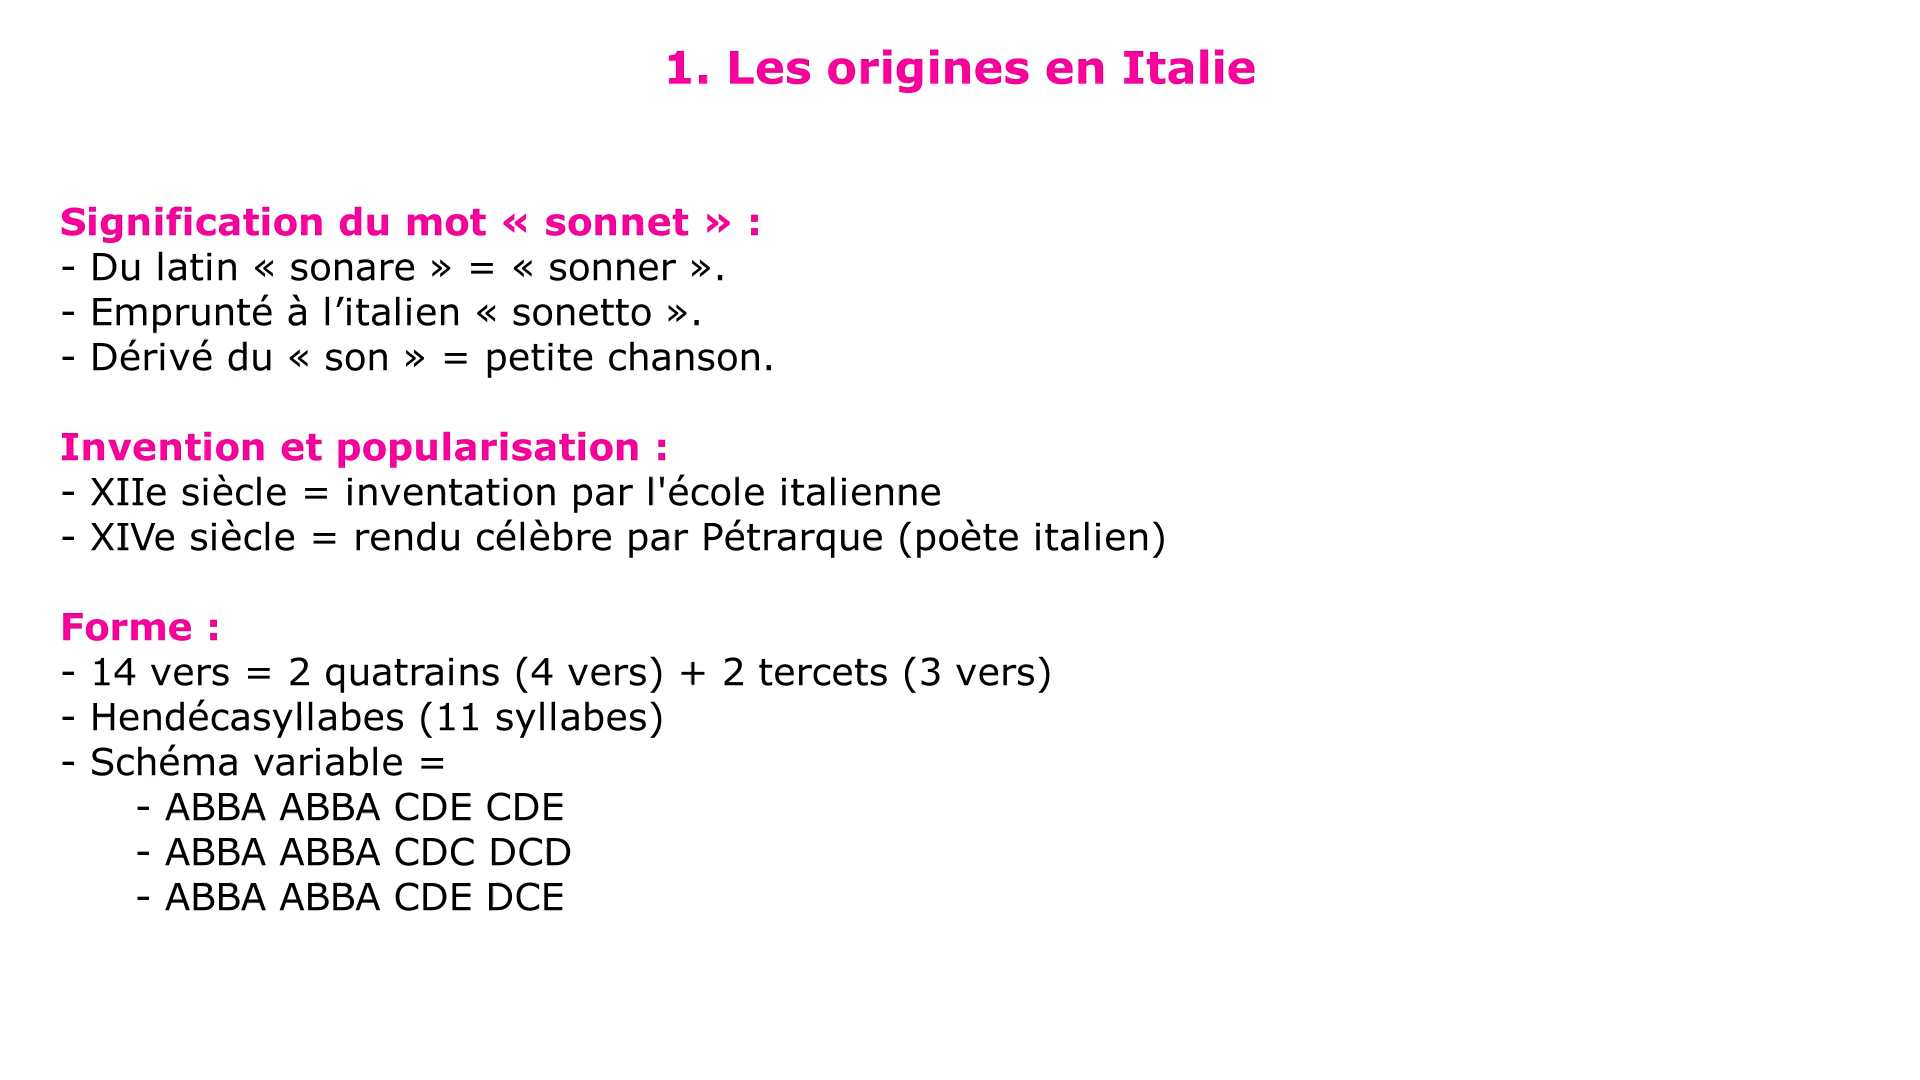 1. Les origines en Italie
Signification du mot « sonnet » :
- Du latin « sonare » = « sonner ».
- Emprunté à l’italien « sonetto ».
- Dérivé du « son » = petite chanson.
Invention et popularisation :
- XIIe siècle = inventation par l'école italienne
- XIVe siècle = rendu célèbre par Pétrarque (poète italien)
Forme :
- 14 vers = 2 quatrains (4 vers) + 2 tercets (3 vers)
- Hendécasyllabes (11 syllabes)
- Schéma variable =
- ABBA ABBA CDE CDE
- ABBA ABBA CDC DCD
- ABBA ABBA CDE DCE